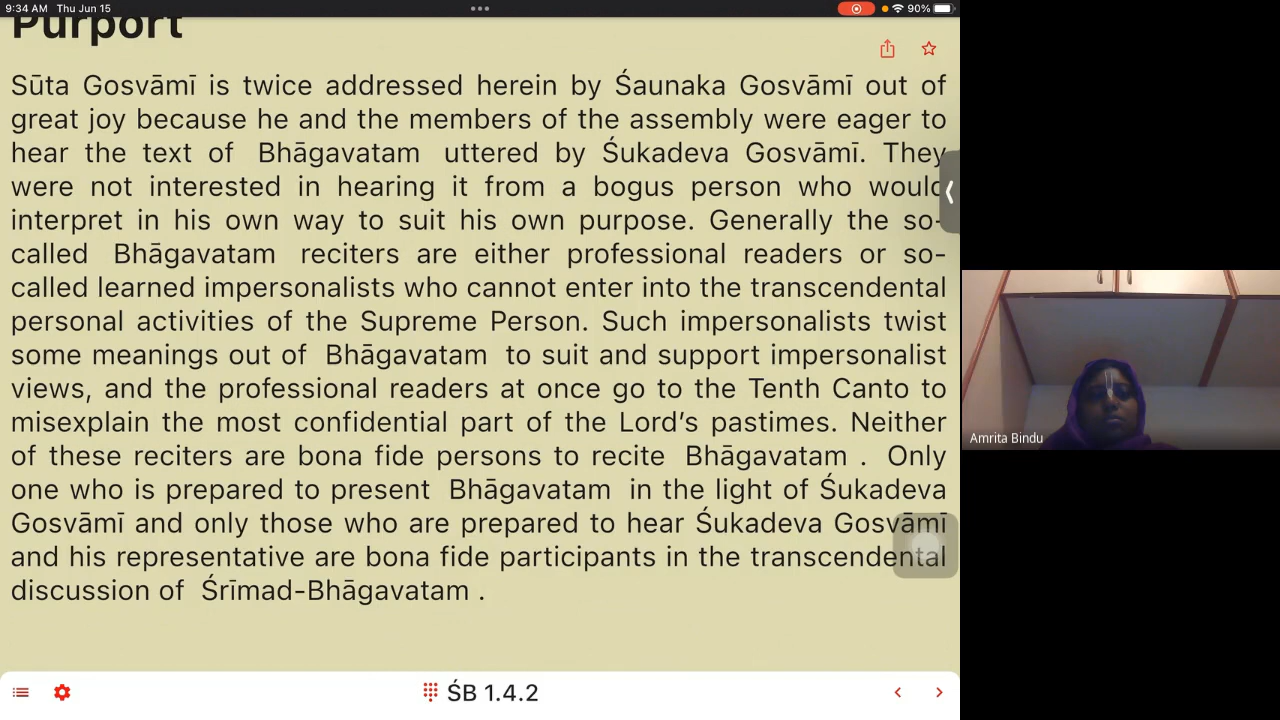 9:34 AM Thu Jun 15
90%
Purport
Sūta Gosvāmī is twice addressed herein by Śaunaka Gosvāmī out of
great joy because he and the members of the assembly were eager to
hear the text of Bhāgavatam uttered by Śukadeva Gosvāmī. They
were not interested in hearing it from a bogus person who would
interpret in his own way to suit his own purpose. Generally the so-
called Bhāgavatam reciters are either professional readers or so-
called learned impersonalists who cannot enter into the transcendental
personal activities of the Supreme Person. Such impersonalists twist
some meanings out of Bhāgavatam to suit and support impersonalist
views, and the professional readers at once go to the Tenth Canto to
misexplain the most confidential part of the Lord’s pastimes. Neither
of these reciters are bona fide persons to recite Bhāgavatam . Only
one who is prepared to present Bhāgavatam in the light of Śukadeva
Gosvāmī and only those who are prepared to hear Śukadeva Gosvāmī
and his representative are bona fide participants in the transcendental
discussion of Śrīmad-Bhāgavatam .
ŚB 1.4.2
Amrita Bindu